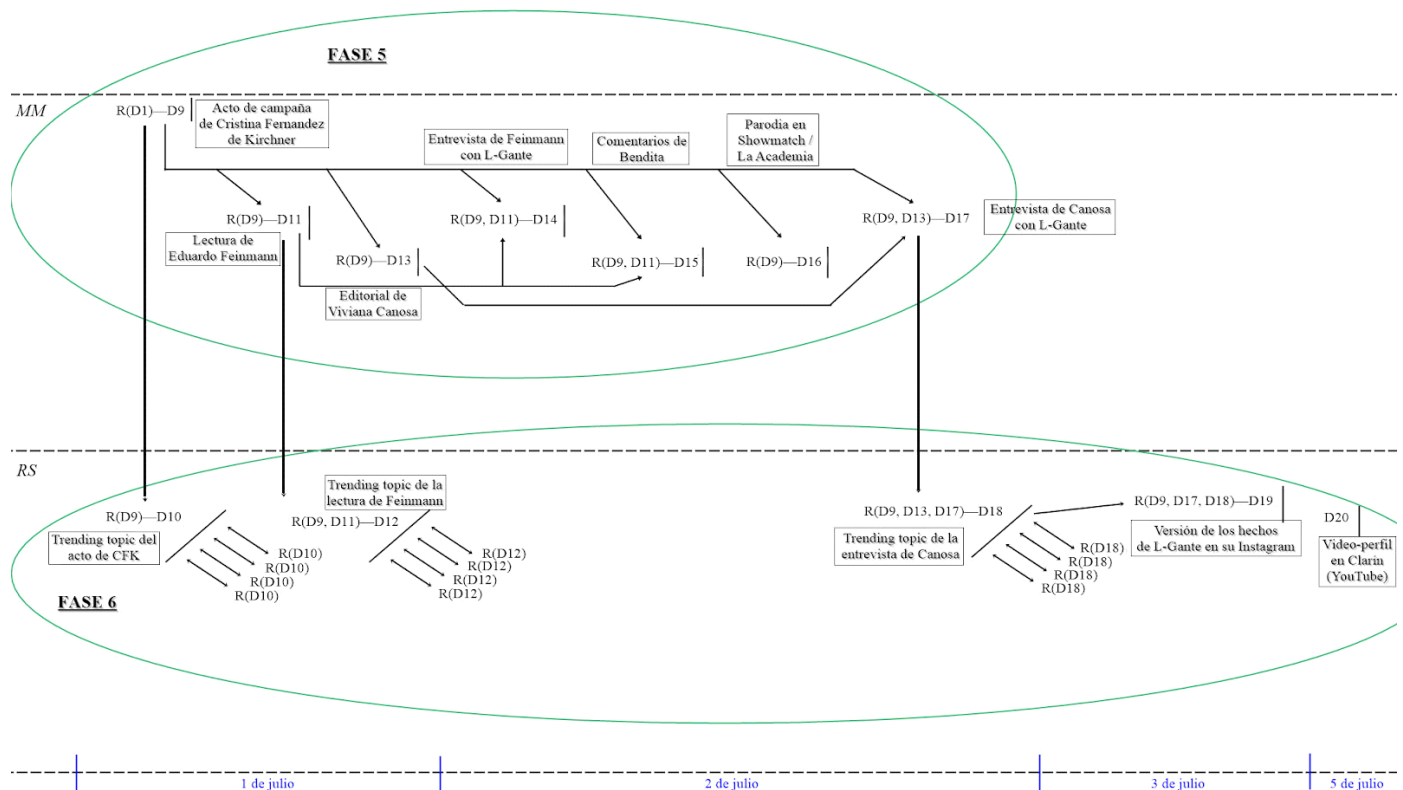 FASE 5
MM
R(D1)—D9
Acto de campaña
de Cristina Fernandez
de Kirchner
Entrevista de Feinmann
con L-Gante
Comentarios de
Bendita
Parodia en
Showmatch /
La Academia
R(D9)—D11
R(D9, D11)—D14
R(D9, D13)—D17
Entrevista de Canosa
con L-Gante
Lectura de
Eduardo Feinmann
R(D9)—D13
R(D9, D11)—D15
R(D9)—D16
Editorial de
Viviana Canosa
RS
Trending topic de la
lectura de Feinmann
R(D9)—D10
R(D9, D11)—D12
R(D9, D13, D17)—D18
R(D9, D17, D18)—D19
D20
Trending topic del
acto de CFK
Trending topic de la
entrevista de Canosa
Versión de los hechos
de L-Gante en su Instagram
Video-perfil
en Clarin
(YouTube)
R(D10)
R(D10)
R(D10)
R(D10)
R(D12)
R(D12)
R(D12)
R(D12)
R(D18)
R(D18)
R(D18)
R(D18)
FASE 6
1 de julio
2 de julio
3 de julio
5 de julio